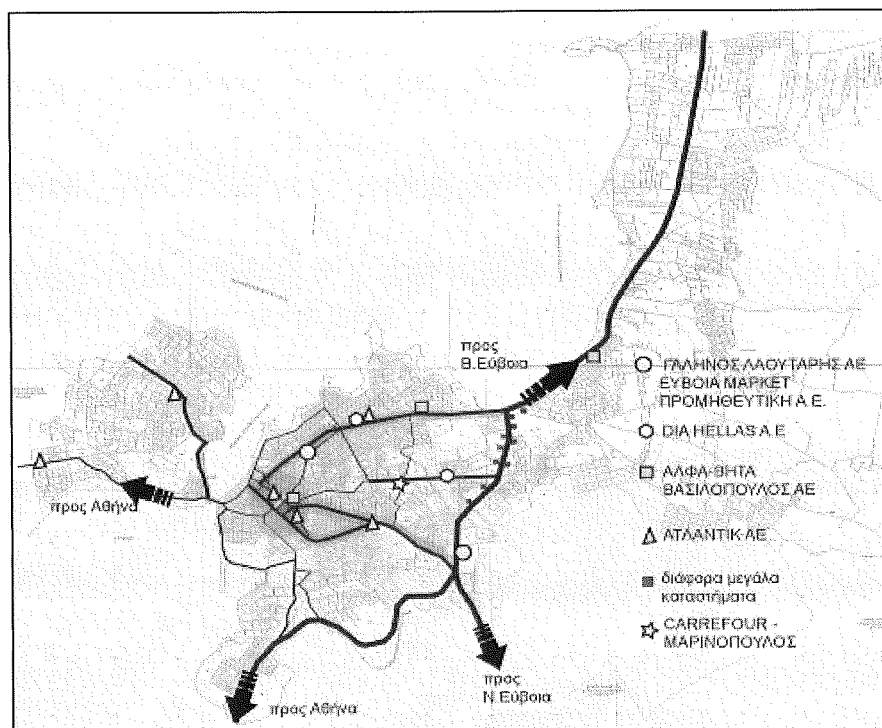 προς
Β.Εύβοια
προς Αθήνα
προς Αθήνα
προς
Ν.Εύβοια
ΓΑΛΗΝΟΣ ΛΑΟΥΤΑΡΗΣ ΑΕ
ΕΥΒΟΙΑ ΜΑΡΚΕΤ
ΠΡΟΜΗΘΕΥΤΙΚΗ Α.Ε.
DIA HELLAS A.E
ΑΛΦΑ-ΒΗΤΑ
ΒΑΣΙΛΟΠΟΥΛΟΣ ΑΕ
ΑΤΛΑΝΤΙΚ ΑΕ
διάφορα μεγάλα
καταστήματα
CARREFOUR -
ΜΑΡΙΝΟΠΟΥΛΟΣ